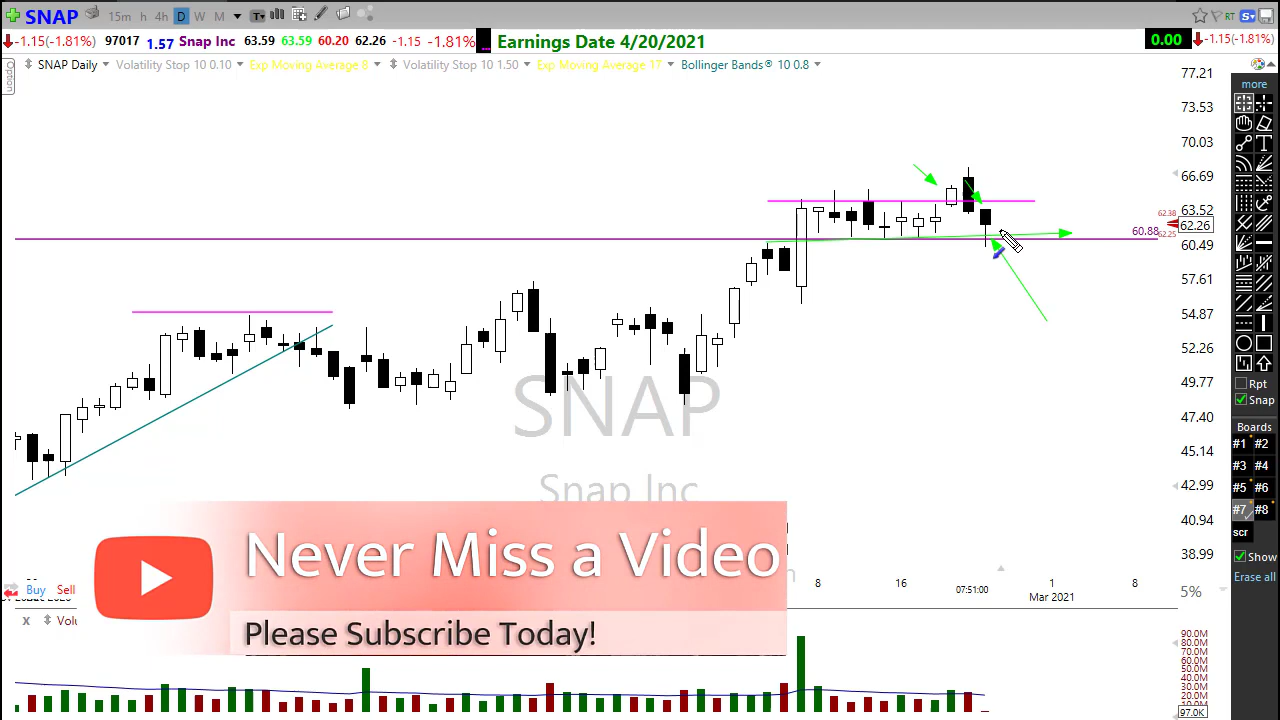 SNAP 15m h 4h D W M
-1.15(-1.81%) 97017 1.57 Snap Inc 63.59 63.59 60.20 62.26 -1.15 -1.81% Earnings Date 4/20/2021 0.00 -1.15(-1.81%)
SNAP Daily Volatility Stop 10 0.10 Exp Moving Average 8 Volatility Stop 10 1.50 Exp Moving Average 17 Bollinger Bands® 10 0.8
Option
more
77.21
73.53
70.03
66.69
63.52
62.38
62.26
62.25
60.88
60.49
57.61
54.87
52.26
49.77
47.40
45.14
42.99
40.94
38.99
SNAP
Snap Inc
Rpt
Snap
Boards
#1 #2
#3 #4
#5 #6
#7 #8
scr
Show
Erase all
Never Miss a Video
Please Subscribe Today!
Buy Sell
8 16 07:51:00 1 8
Mar 2021
5%
X Volu
90.0M
80.0M
70.0M
60.0M
50.0M
40.0M
30.0M
20.0M
10.0M
97.0K